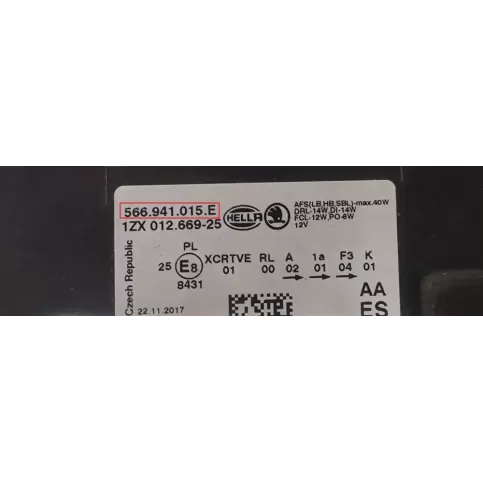 566.941.015.E
1ZX 012.669-25
HELLA
AFS(LB,HB,SBL)-max.40W
DRL-14W,DI-14W
FCL-12W,PO-6W
12V
PL
25 E8 XCRTVE RL A 1a F3 K
01 00 02 01 04 01
8431
Czech Republic
22.11.2017
AA
ES